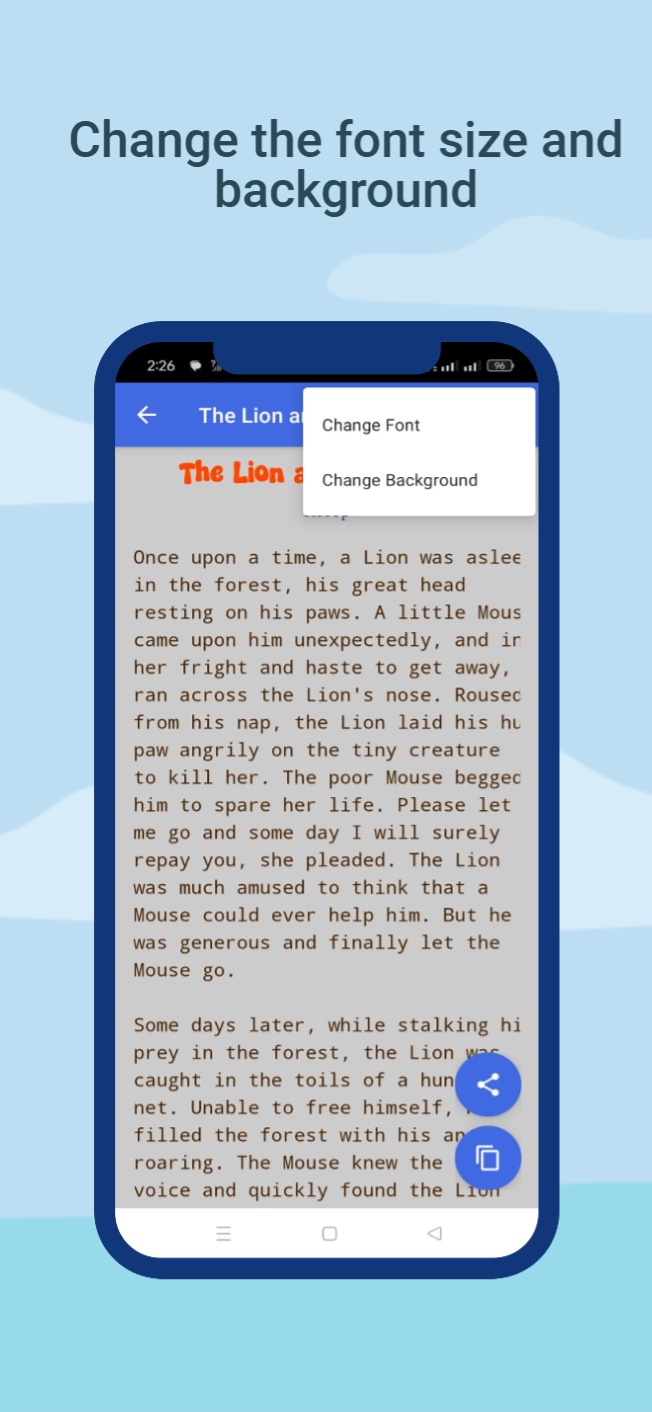 Change the font size and
background
2:26
96
The Lion a
Change Font
Change Background
The Lion a
Once upon a time, a Lion was aslee
in the forest, his great head
resting on his paws. A little Mous
came upon him unexpectedly, and in
her fright and haste to get away,
ran across the Lion's nose. Roused
from his nap, the Lion laid his hu
paw angrily on the tiny creature
to kill her. The poor Mouse begged
him to spare her life. Please let
me go and some day I will surely
repay you, she pleaded. The Lion
was much amused to think that a
Mouse could ever help him. But he
was generous and finally let the
Mouse go.
Some days later, while stalking hi
prey in the forest, the Lion was
caught in the toils of a hun
net. Unable to free himself,
filled the forest with his an
roaring. The Mouse knew the
voice and quickly found the Lion